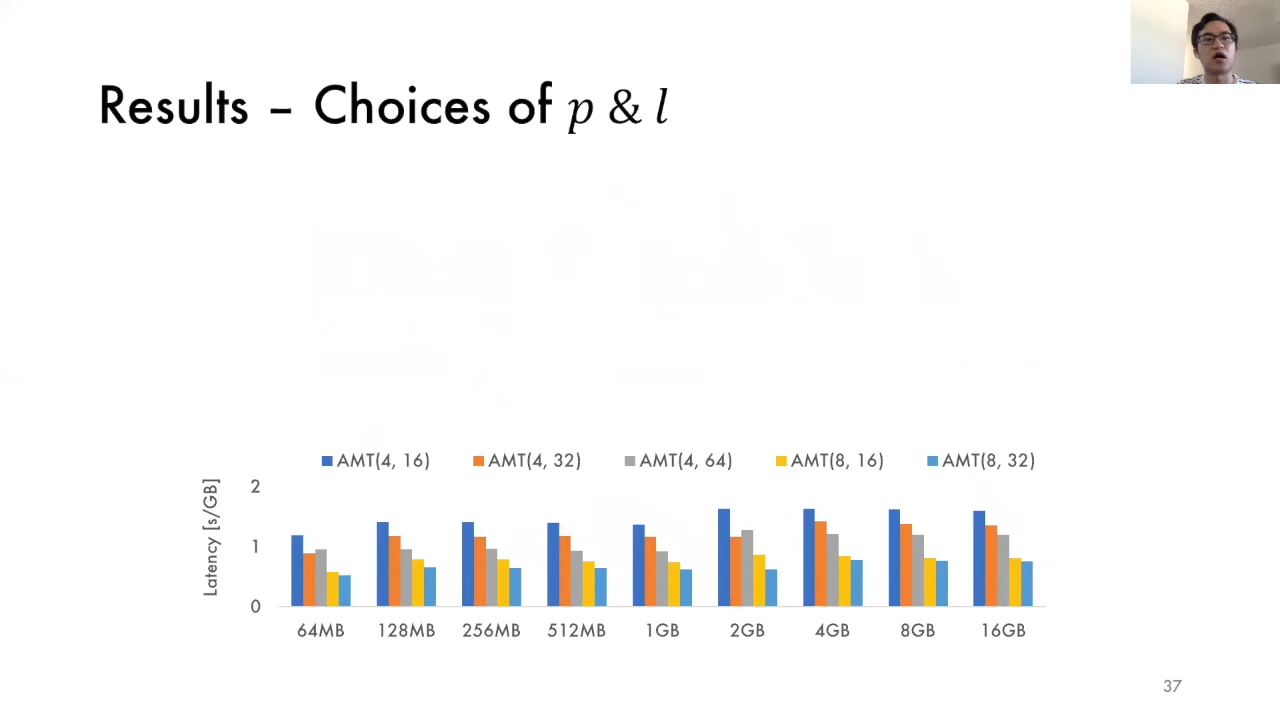 Results – Choices of p & l
AMT(4, 16) AMT(4, 32) AMT(4, 64) AMT(8, 16) AMT(8, 32)
Latency [s/GB]
2
1
0
64MB 128MB 256MB 512MB 1GB 2GB 4GB 8GB 16GB
37